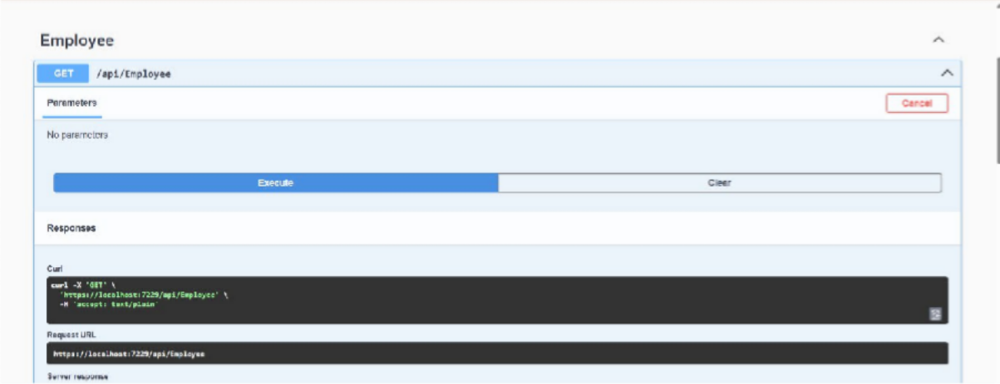 Employee
GET /api/Employee
Parameters Cancel
No parameters
Execute Clear
Responses
Curl
curl -X 'GET' \
'https://localhost:7229/api/Employee' \
-H 'accept: text/plain'
Request URL
https://localhost:7229/api/Employee
Server response